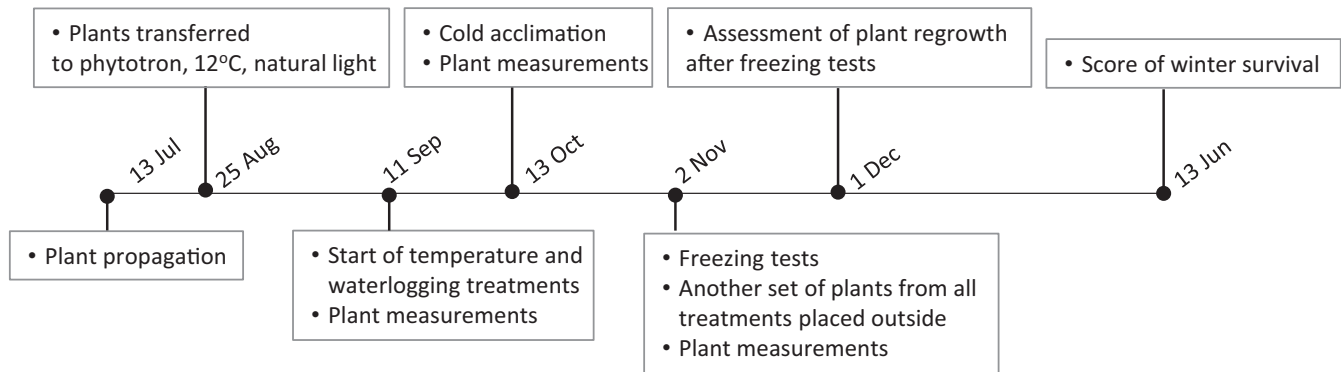 • Plants transferred
to phytotron, 12°C, natural light
• Cold acclimation
• Plant measurements
• Assessment of plant regrowth
after freezing tests
• Score of winter survival
13 Jul
25 Aug
11 Sep
13 Oct
2 Nov
1 Dec
13 Jun
• Plant propagation
• Start of temperature and
waterlogging treatments
• Plant measurements
• Freezing tests
• Another set of plants from all
treatments placed outside
• Plant measurements